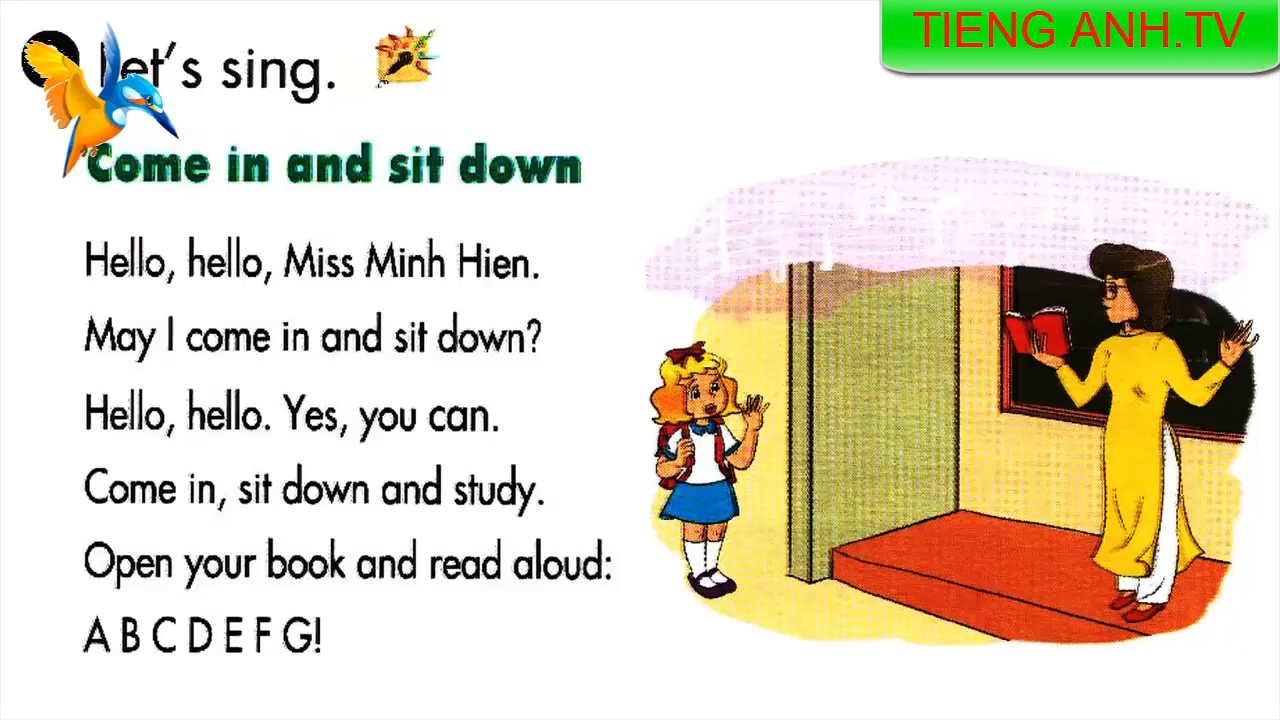 TIENG ANH.TV
Let's sing.
Come in and sit down
Hello, hello, Miss Minh Hien.
May I come in and sit down?
Hello, hello. Yes, you can.
Come in, sit down and study.
Open your book and read aloud:
A B C D E F G!